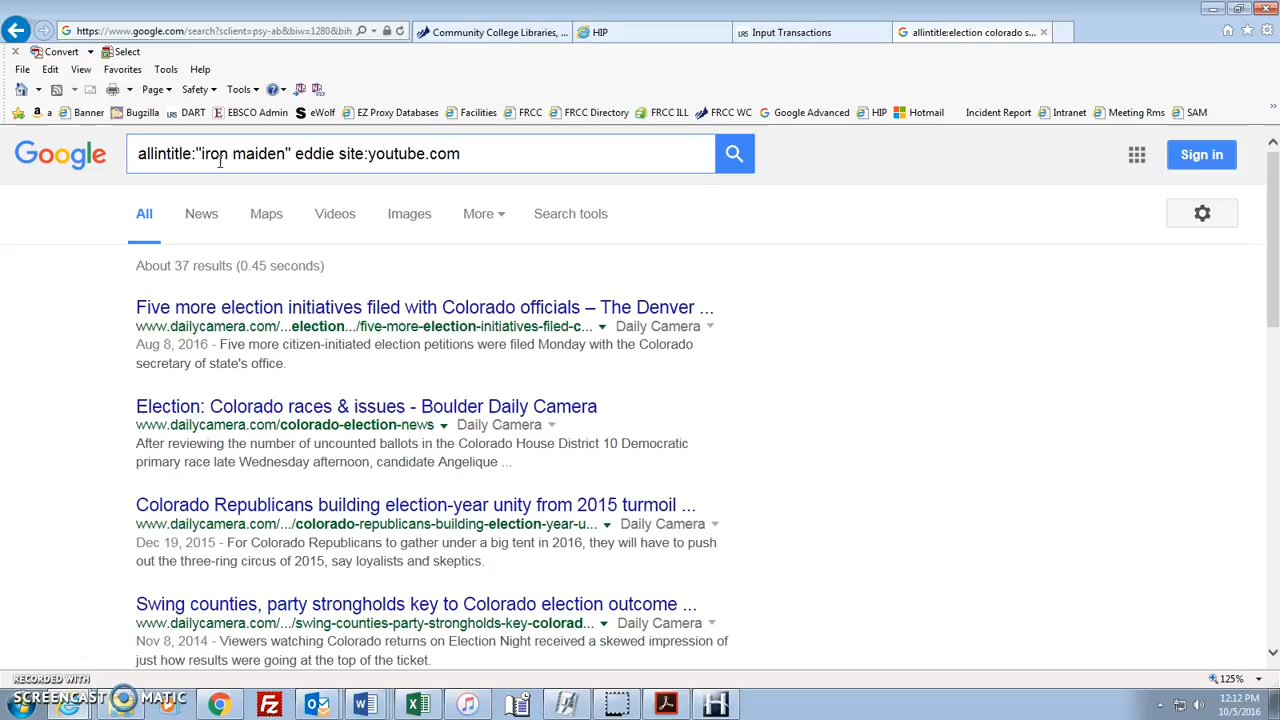 https://www.google.com/search?sclient=psy-ab&biw=1280&bih
Community College Libraries, ...
HIP
Input Transactions
allintitle:election colorado s...
Convert
Select
File Edit View Favorites Tools Help
Page Safety Tools
a Banner Bugzilla DART EBSCO Admin eWolf EZ Proxy Databases Facilities FRCC FRCC Directory FRCC ILL FRCC WC Google Advanced HIP Hotmail Incident Report Intranet Meeting Rms SAM
Google
allintitle:"iron maiden" eddie site:youtube.com
Sign in
All News Maps Videos Images More Search tools
About 37 results (0.45 seconds)
Five more election initiatives filed with Colorado officials – The Denver ...
www.dailycamera.com/...election.../five-more-election-initiatives-filed-c... Daily Camera
Aug 8, 2016 - Five more citizen-initiated election petitions were filed Monday with the Colorado
secretary of state's office.
Election: Colorado races & issues - Boulder Daily Camera
www.dailycamera.com/colorado-election-news Daily Camera
After reviewing the number of uncounted ballots in the Colorado House District 10 Democratic
primary race late Wednesday afternoon, candidate Angelique ...
Colorado Republicans building election-year unity from 2015 turmoil ...
www.dailycamera.com/.../colorado-republicans-building-election-year-u... Daily Camera
Dec 19, 2015 - For Colorado Republicans to gather under a big tent in 2016, they will have to push
out the three-ring circus of 2015, say loyalists and skeptics.
Swing counties, party strongholds key to Colorado election outcome ...
www.dailycamera.com/.../swing-counties-party-strongholds-key-colorad... Daily Camera
Nov 8, 2014 - Viewers watching Colorado returns on Election Night received a skewed impression of
just how results were going at the top of the ticket.
125%
RECORDED WITH
SCREENCAST MATIC
12:12 PM
10/5/2016